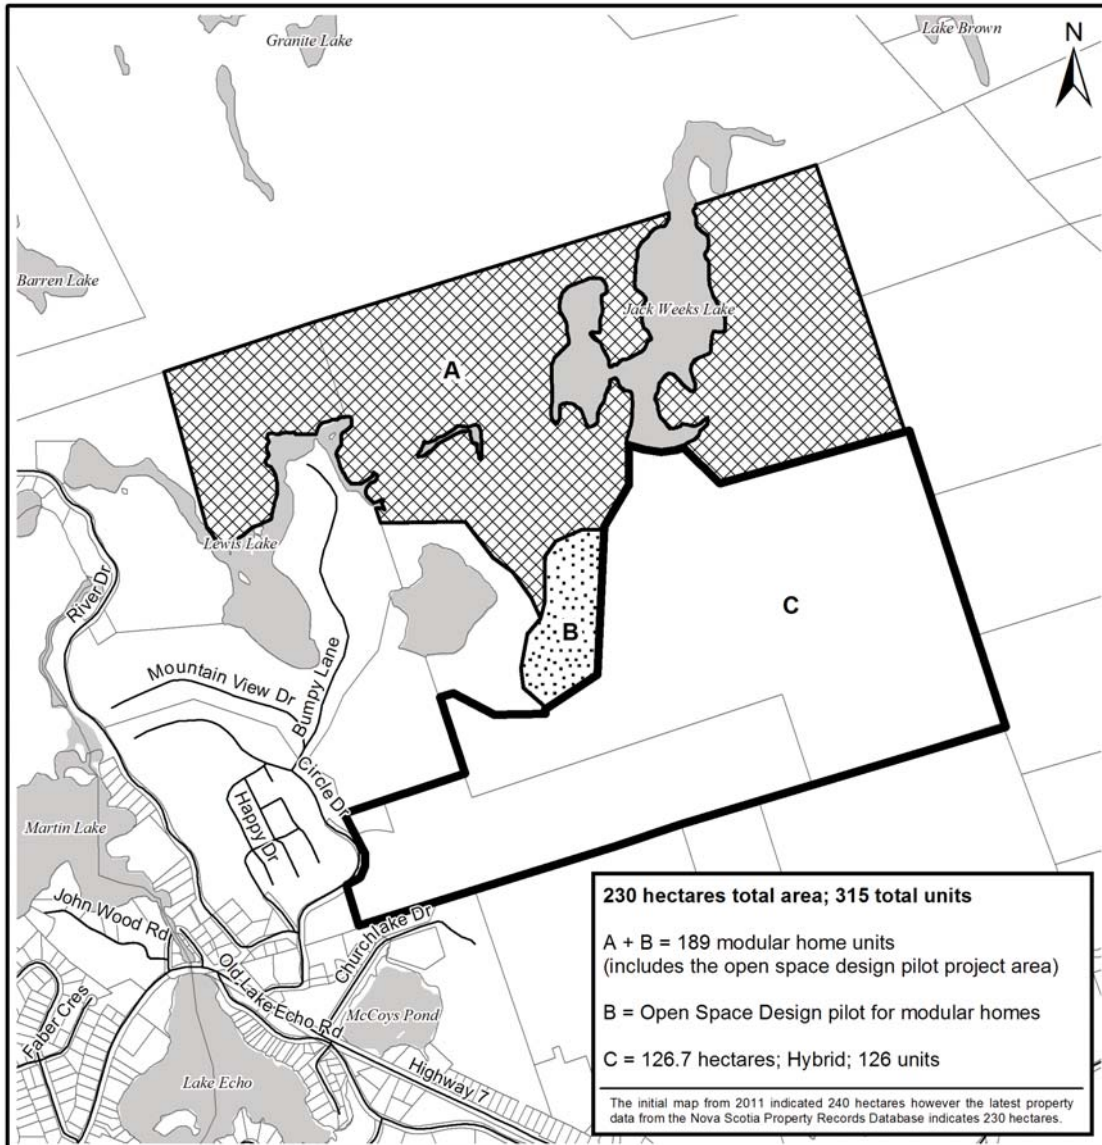 Granite Lake
Lake Brown
N
Barren Lake
Jack Weeks Lake
A
Lewis Lake
River Dr
C
B
Mountain View Dr
Bumpy Lane
Circle Dr
Happy Dr
Martin Lake
John Wood Rd
Churchlake Dr
Old Lake Echo Rd
McCoys Pond
Faber Cres
Highway 7
Lake Echo
230 hectares total area; 315 total units
A + B = 189 modular home units
(includes the open space design pilot project area)
B = Open Space Design pilot for modular homes
C = 126.7 hectares; Hybrid; 126 units
The initial map from 2011 indicated 240 hectares however the latest property
data from the Nova Scotia Property Records Database indicates 230 hectares.